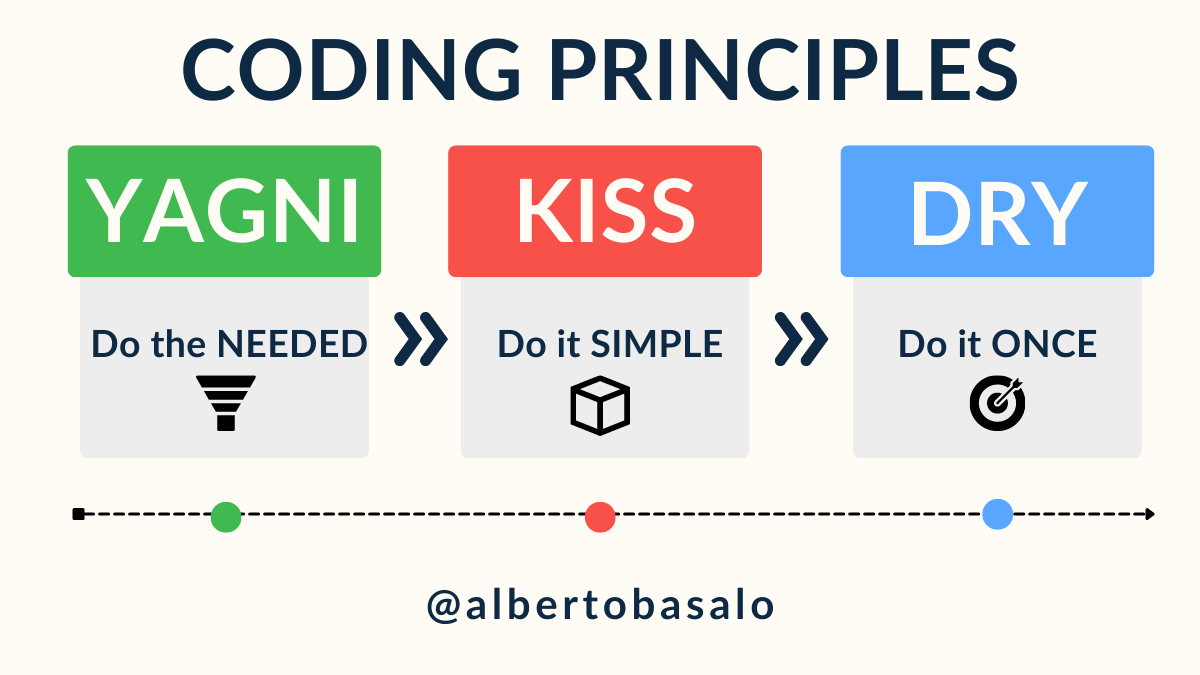 CODING PRINCIPLES
YAGNI
Do the NEEDED
KISS
Do it SIMPLE
DRY
Do it ONCE
@albertobasalo